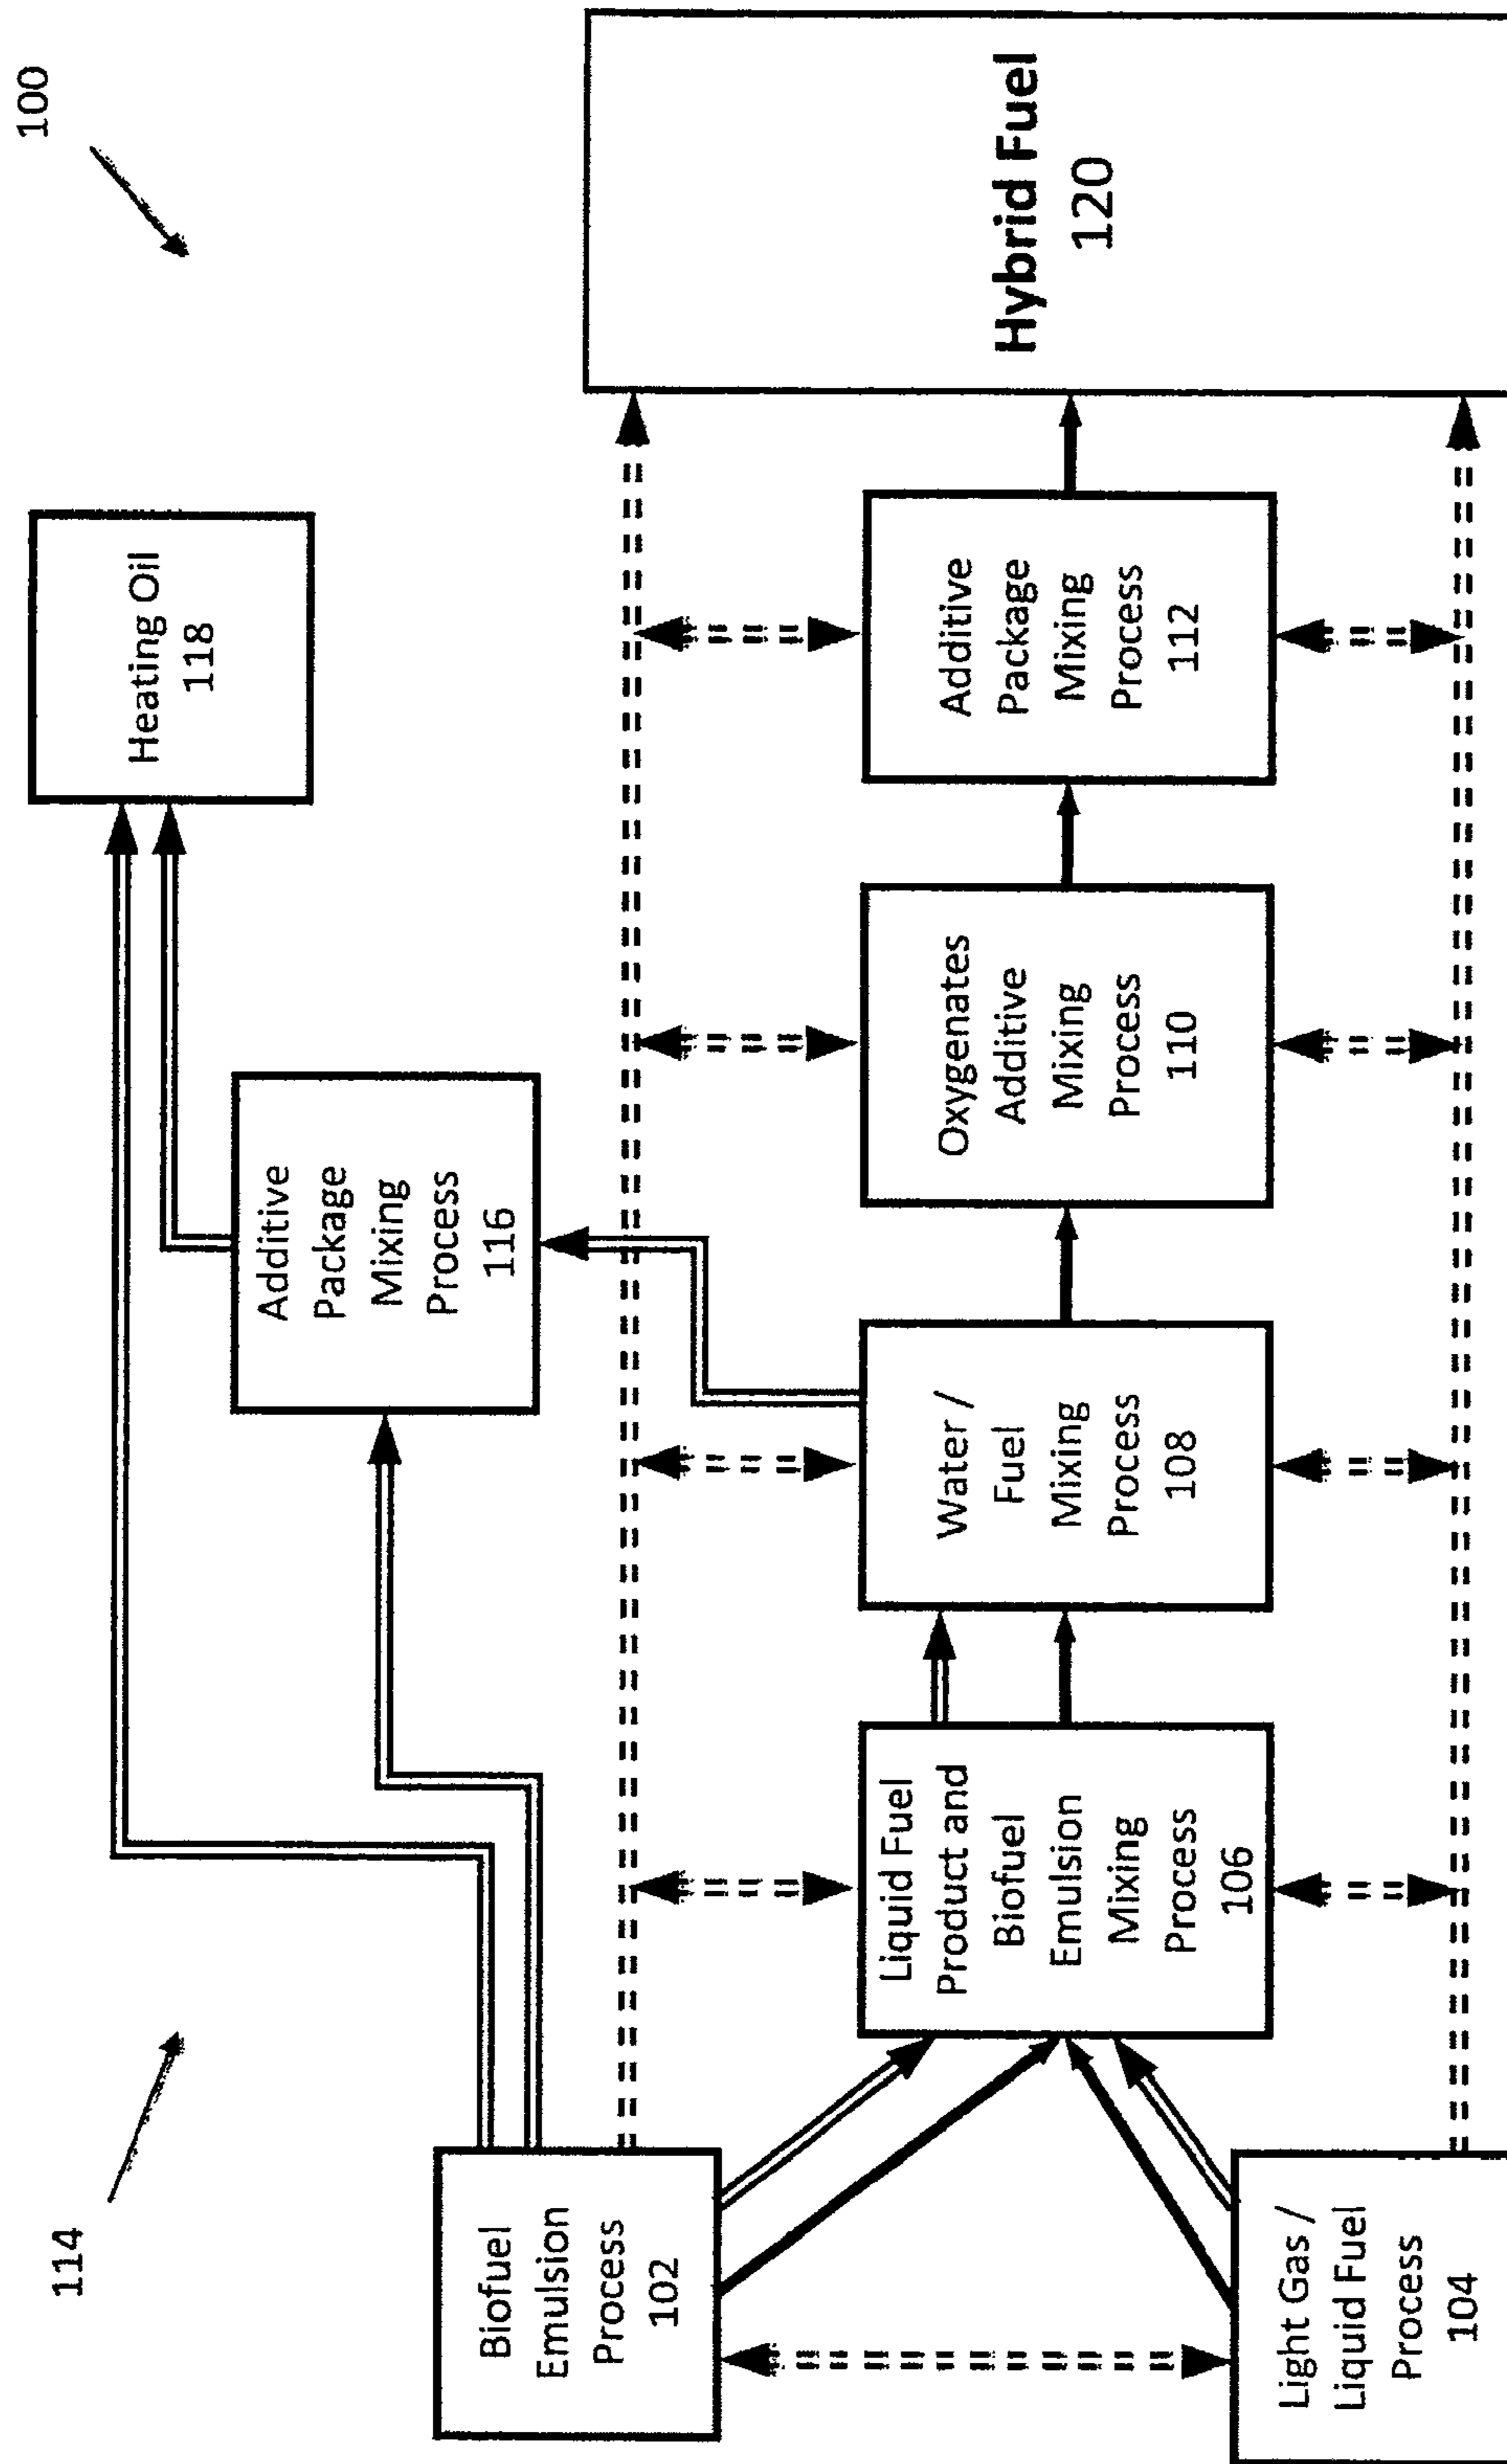 100
114
Heating Oil
118
Additive
Package
Mixing
Process
116
Biofuel
Emulsion
Process
102
Light Gas /
Liquid Fuel
Process
104
Liquid Fuel
Product and
Biofuel
Emulsion
Mixing
Process
106
Water /
Fuel
Mixing
Process
108
Oxygenates
Additive
Mixing
Process
110
Additive
Package
Mixing
Process
112
Hybrid Fuel
120